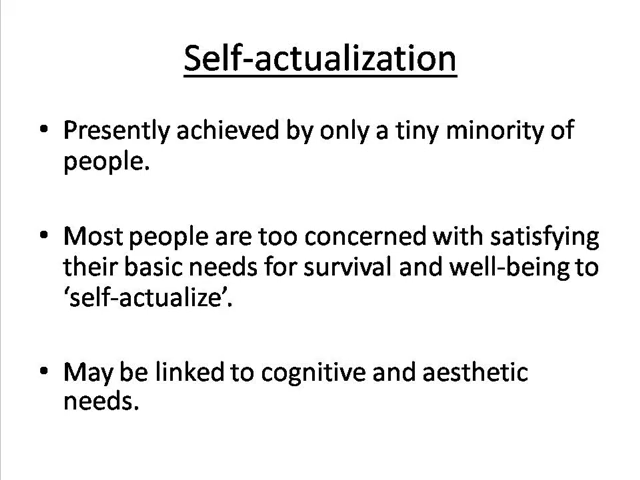 Self-actualization
• Presently achieved by only a tiny minority of
people.
• Most people are too concerned with satisfying
their basic needs for survival and well-being to
‘self-actualize’.
• May be linked to cognitive and aesthetic
needs.